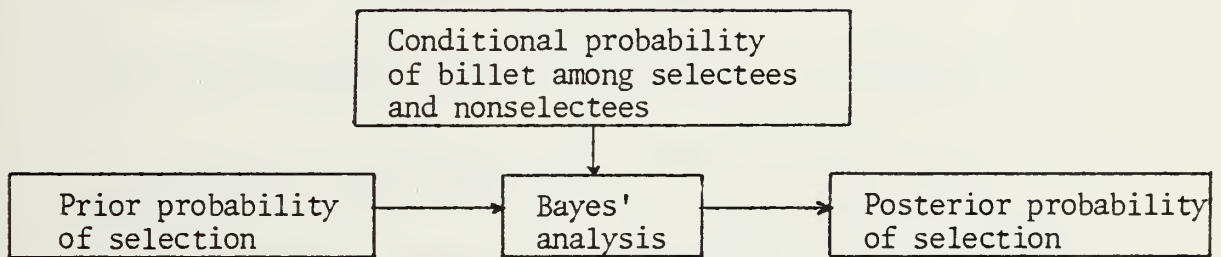 Conditional probability
of billet among selectees
and nonselectees
Prior probability
of selection
Bayes'
analysis
Posterior probability
of selection